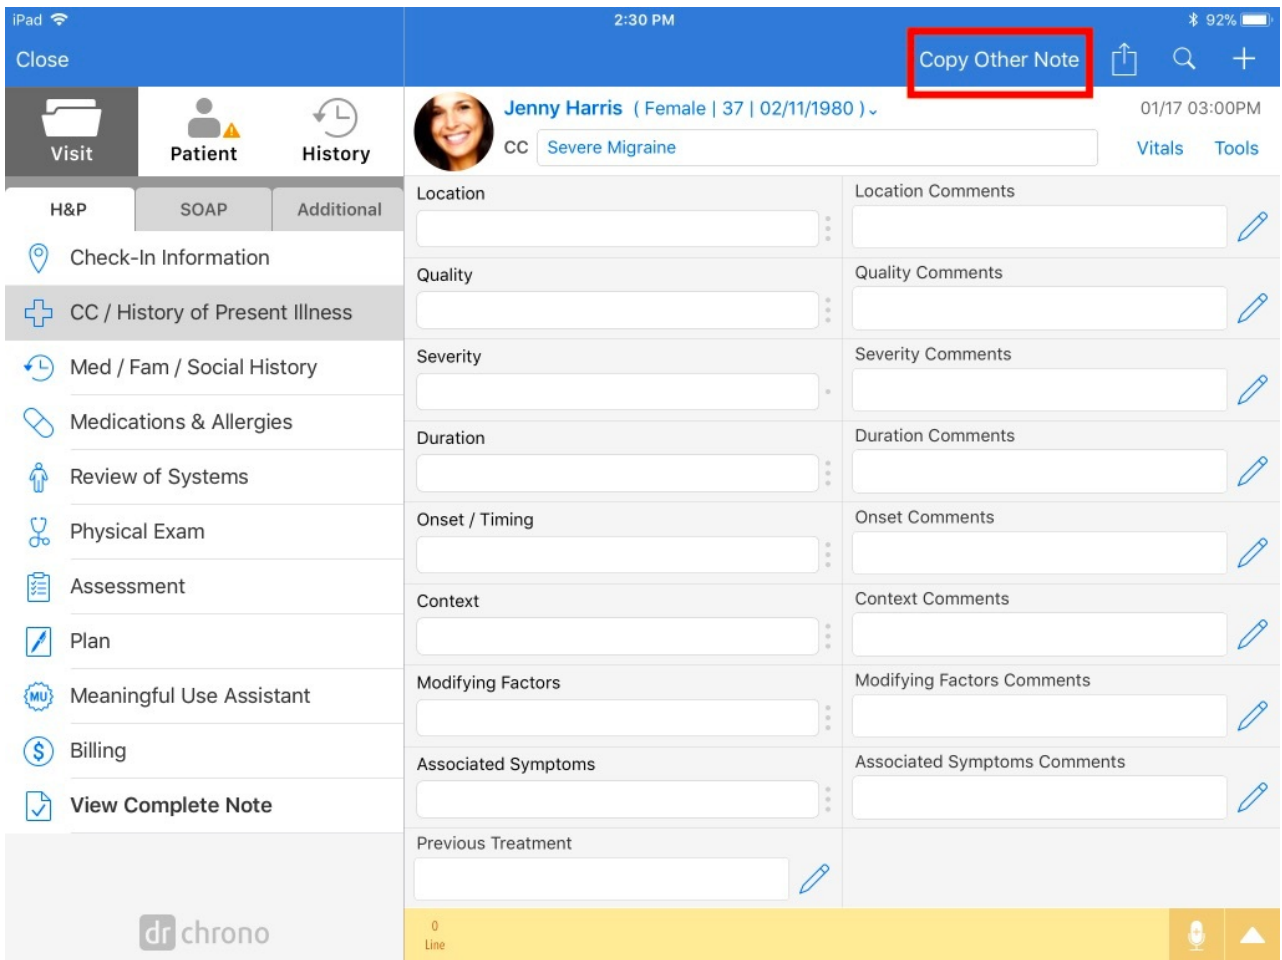 iPad 2:30 PM 92%
Close Copy Other Note
Visit Patient History
Jenny Harris ( Female | 37 | 02/11/1980 ) 01/17 03:00PM
CC Severe Migraine Vitals Tools
H&P SOAP Additional
Check-In Information
CC / History of Present Illness
Med / Fam / Social History
Medications & Allergies
Review of Systems
Physical Exam
Assessment
Plan
MU Meaningful Use Assistant
$ Billing
View Complete Note
dr chrono
Location Location Comments
Quality Quality Comments
Severity Severity Comments
Duration Duration Comments
Onset / Timing Onset Comments
Context Context Comments
Modifying Factors Modifying Factors Comments
Associated Symptoms Associated Symptoms Comments
Previous Treatment
0
Line